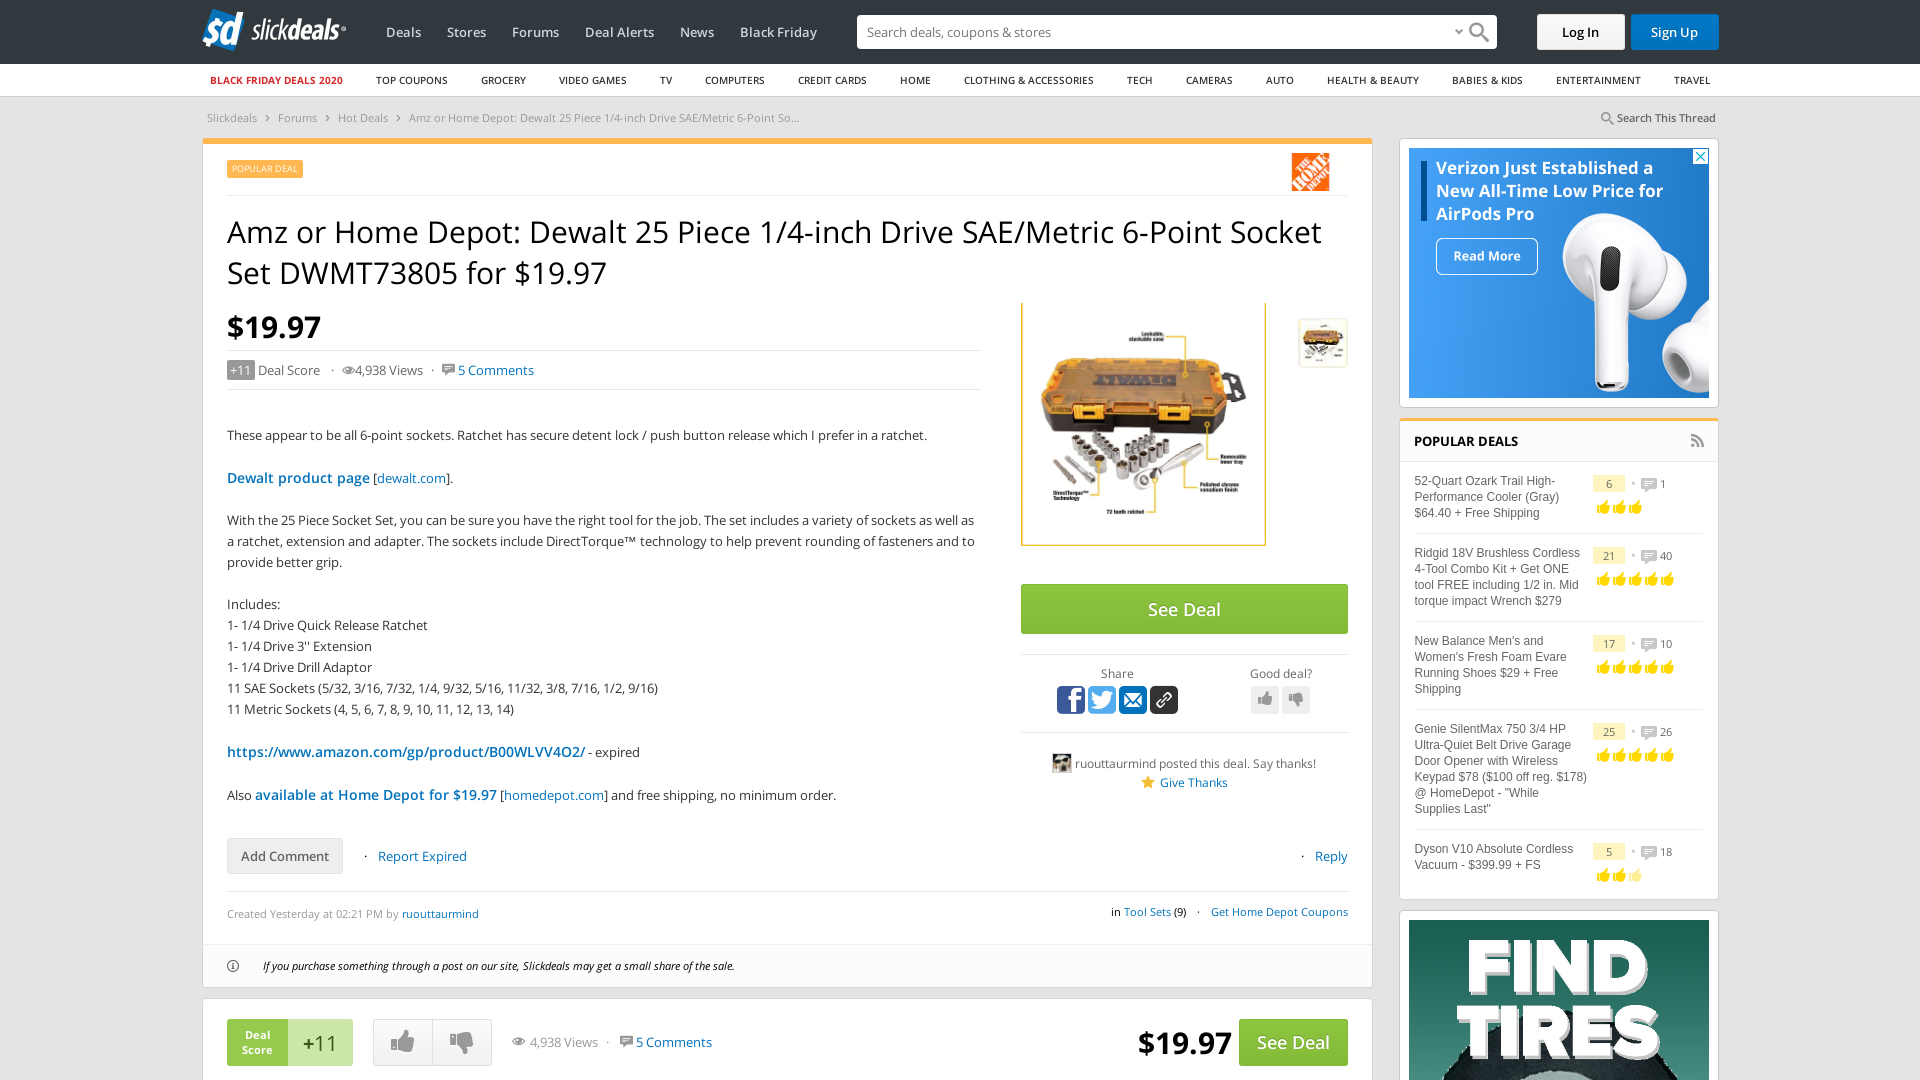 sd slickdeals
Deals Stores Forums Deal Alerts News Black Friday
Search deals, coupons & stores
Log In Sign Up
BLACK FRIDAY DEALS 2020 TOP COUPONS GROCERY VIDEO GAMES TV COMPUTERS CREDIT CARDS HOME CLOTHING & ACCESSORIES TECH CAMERAS AUTO HEALTH & BEAUTY BABIES & KIDS ENTERTAINMENT TRAVEL
Slickdeals › Forums › Hot Deals › Amz or Home Depot: Dewalt 25 Piece 1/4-inch Drive SAE/Metric 6-Point So...
Search This Thread
POPULAR DEAL
THE HOME DEPOT
Amz or Home Depot: Dewalt 25 Piece 1/4-inch Drive SAE/Metric 6-Point Socket
Set DWMT73805 for $19.97
$19.97
+11 Deal Score · 4,938 Views · 5 Comments
These appear to be all 6-point sockets. Ratchet has secure detent lock / push button release which I prefer in a ratchet.
Dewalt product page [dewalt.com].
With the 25 Piece Socket Set, you can be sure you have the right tool for the job. The set includes a variety of sockets as well as
a ratchet, extension and adapter. The sockets include DirectTorque™ technology to help prevent rounding of fasteners and to
provide better grip.
Includes:
1- 1/4 Drive Quick Release Ratchet
1- 1/4 Drive 3'' Extension
1- 1/4 Drive Drill Adaptor
11 SAE Sockets (5/32, 3/16, 7/32, 1/4, 9/32, 5/16, 11/32, 3/8, 7/16, 1/2, 9/16)
11 Metric Sockets (4, 5, 6, 7, 8, 9, 10, 11, 12, 13, 14)
https://www.amazon.com/gp/product/B00WLVV4O2/ - expired
Also available at Home Depot for $19.97 [homedepot.com] and free shipping, no minimum order.
Lockable,
stackable case
DEWALT
Removable
inner tray
DirectTorque™
Technology
Polished chrome
vanadium finish
72 tooth ratchet
See Deal
Share
Good deal?
ruouttaurmind posted this deal. Say thanks!
Give Thanks
Add Comment · Report Expired
· Reply
Created Yesterday at 02:21 PM by ruouttaurmind
in Tool Sets (9) · Get Home Depot Coupons
If you purchase something through a post on our site, Slickdeals may get a small share of the sale.
Deal
Score
+11
4,938 Views · 5 Comments
$19.97
See Deal
Verizon Just Established a
New All-Time Low Price for
AirPods Pro
Read More
POPULAR DEALS
52-Quart Ozark Trail High-
Performance Cooler (Gray)
$64.40 + Free Shipping
6 · 1
Ridgid 18V Brushless Cordless
4-Tool Combo Kit + Get ONE
tool FREE including 1/2 in. Mid
torque impact Wrench $279
21 · 40
New Balance Men's and
Women's Fresh Foam Evare
Running Shoes $29 + Free
Shipping
17 · 10
Genie SilentMax 750 3/4 HP
Ultra-Quiet Belt Drive Garage
Door Opener with Wireless
Keypad $78 ($100 off reg. $178)
@ HomeDepot - "While
Supplies Last"
25 · 26
Dyson V10 Absolute Cordless
Vacuum - $399.99 + FS
5 · 18
FIND
TIRES